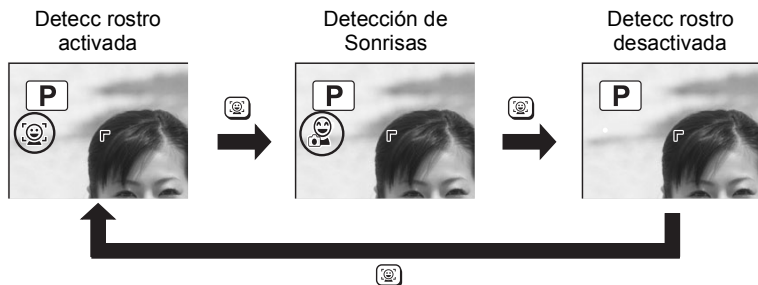 Detecc rostro
activada
Detección de
Sonrisas
Detecc rostro
desactivada
P
P
P